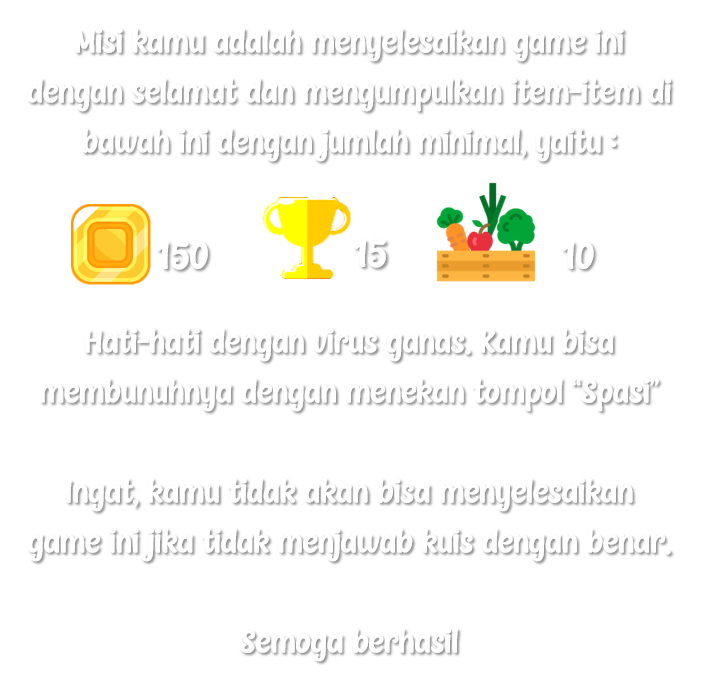 Misi kamu adalah menyelesaikan game ini
dengan selamat dan mengumpulkan item-item di
bawah ini dengan jumlah minimal, yaitu :
150 15 10
Hati-hati dengan virus ganas. Kamu bisa
membunuhnya dengan menekan tompol “Spasi”
Ingat, kamu tidak akan bisa menyelesaikan
game ini jika tidak menjawab kuis dengan benar.
Semoga berhasil